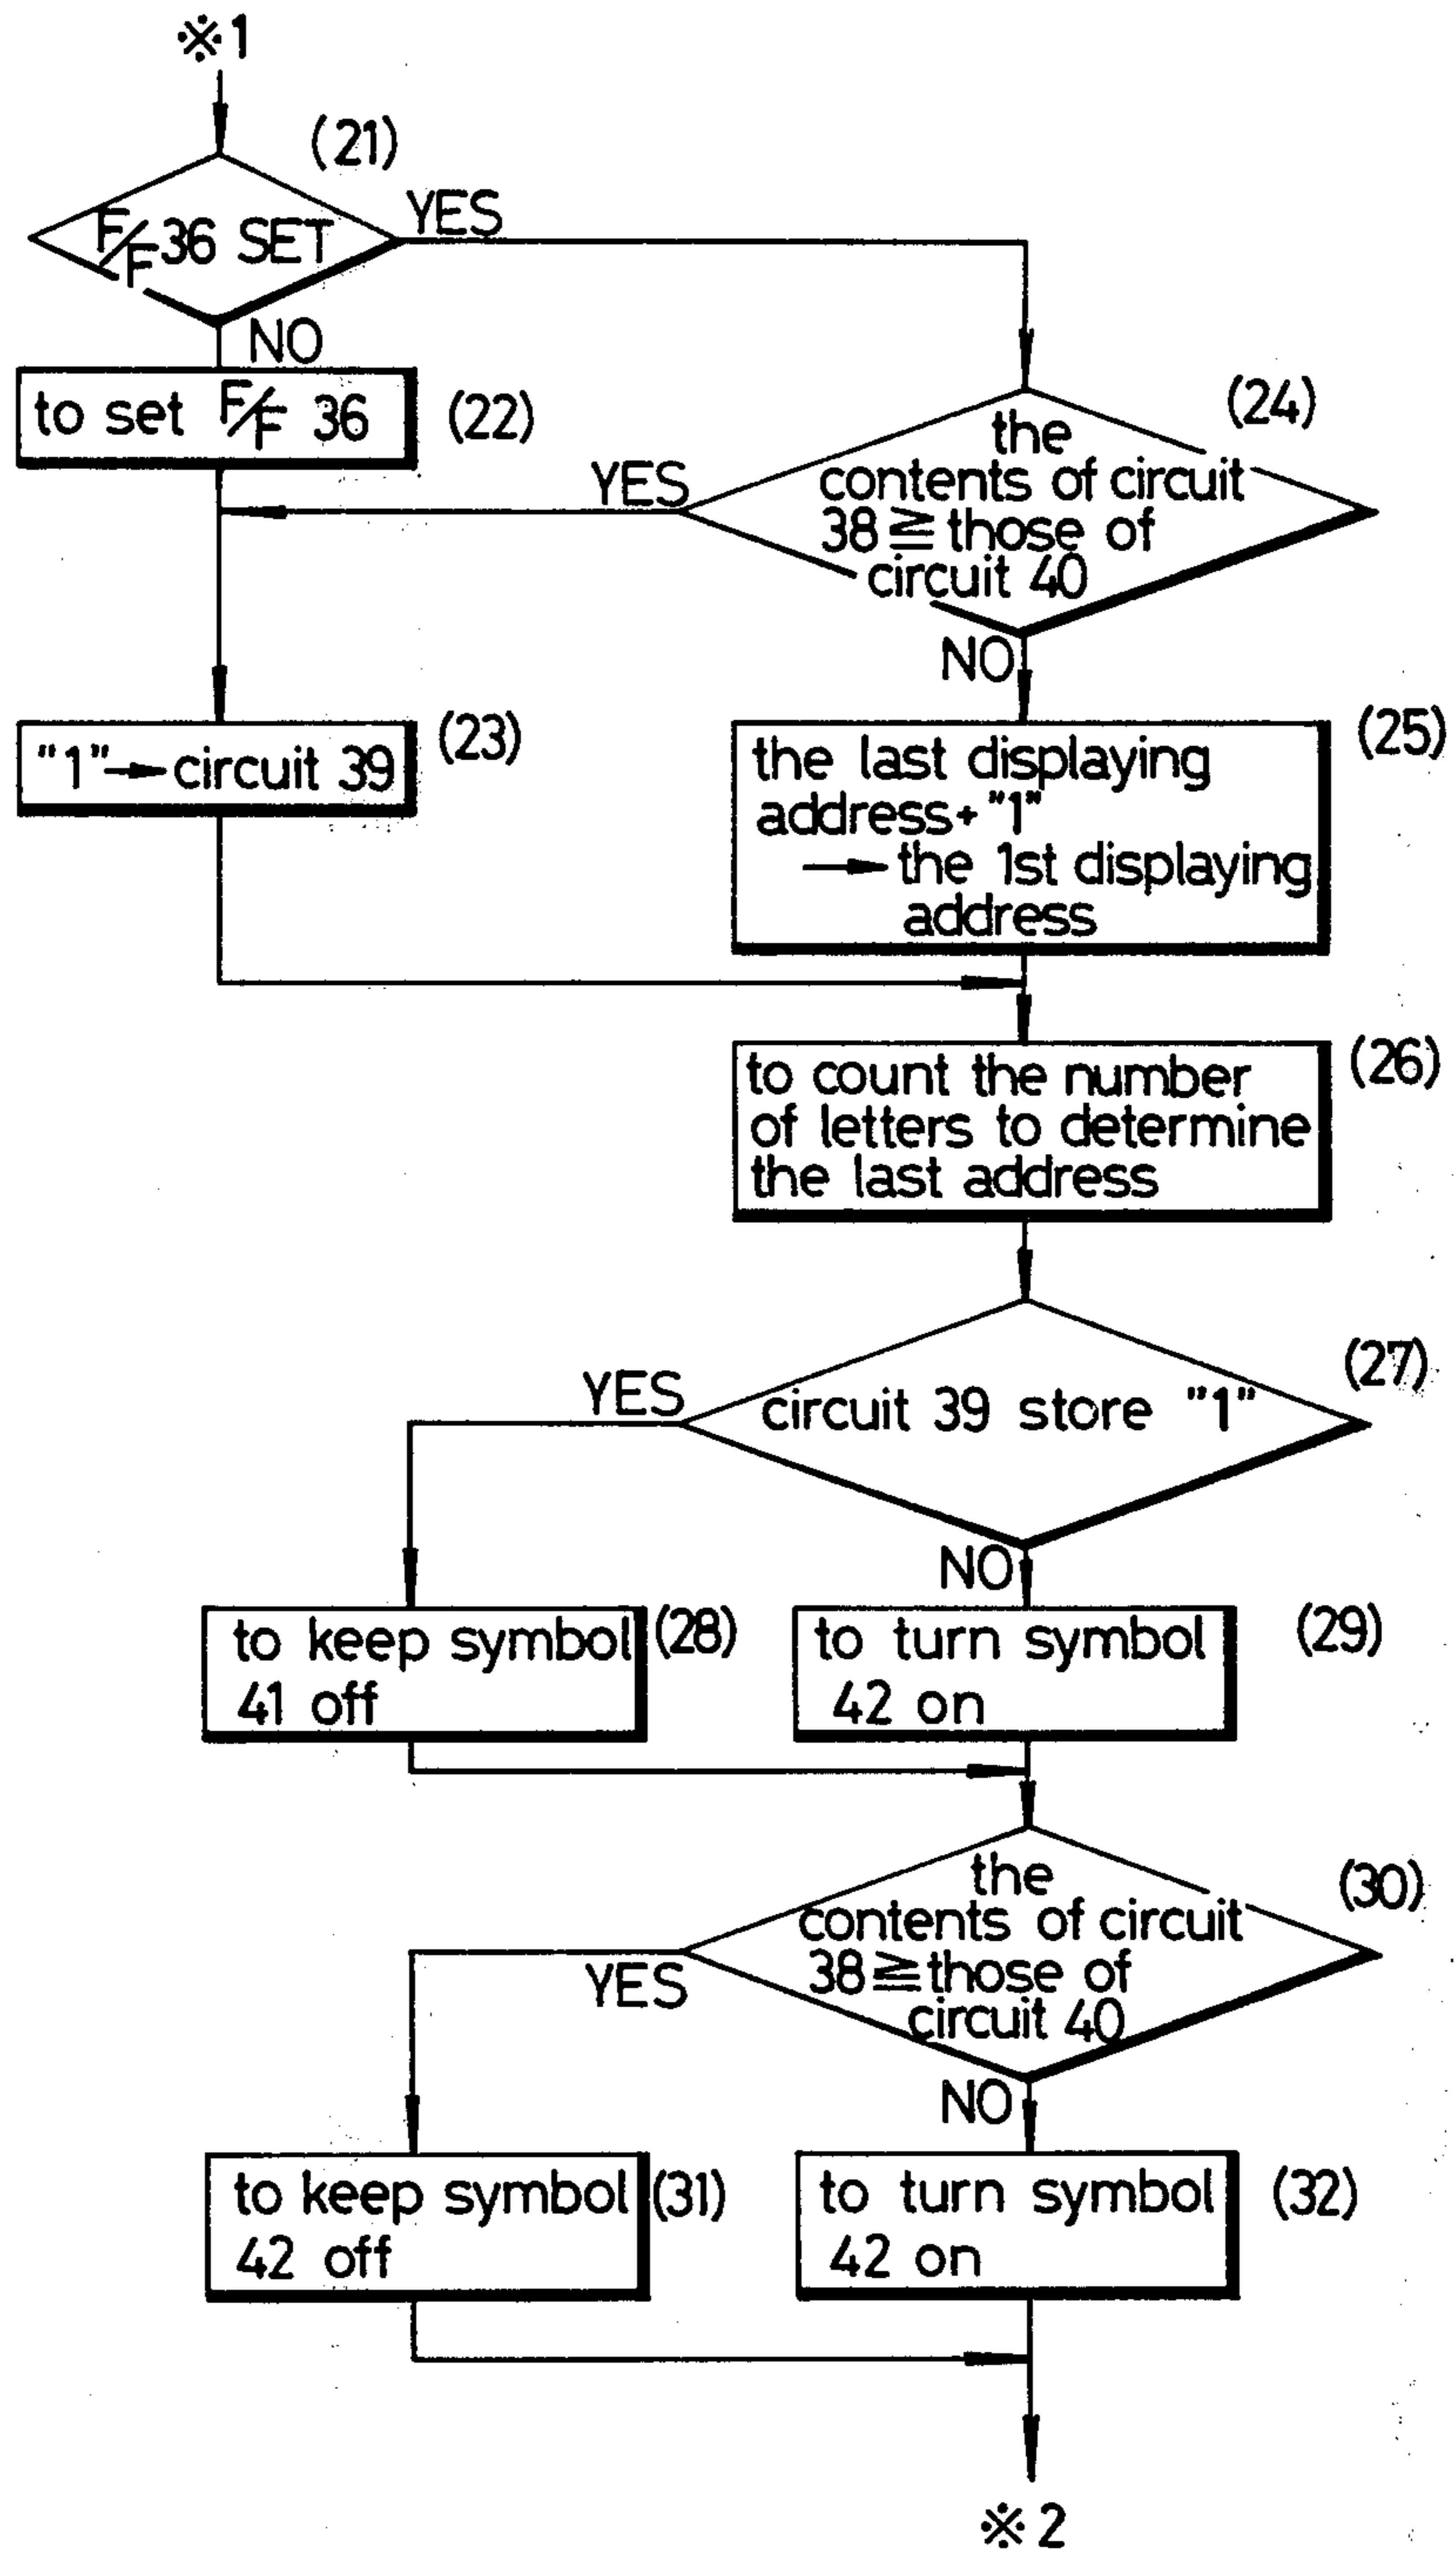 ※1
(21)
F/F 36 SET
YES
NO
to set F/F 36
(22)
(24)
the
contents of circuit
38 ≧ those of
circuit 40
YES
NO
"1"→circuit 39
(23)
(25)
the last displaying
address+"1"
→ the 1st displaying
address
(26)
to count the number
of letters to determine
the last address
(27)
circuit 39 store "1"
YES
NO
to keep symbol
41 off
(28)
to turn symbol
42 on
(29)
the
contents of circuit
38 ≧ those of
circuit 40
(30)
YES
NO
to keep symbol
42 off
(31)
to turn symbol
42 on
(32)
※2